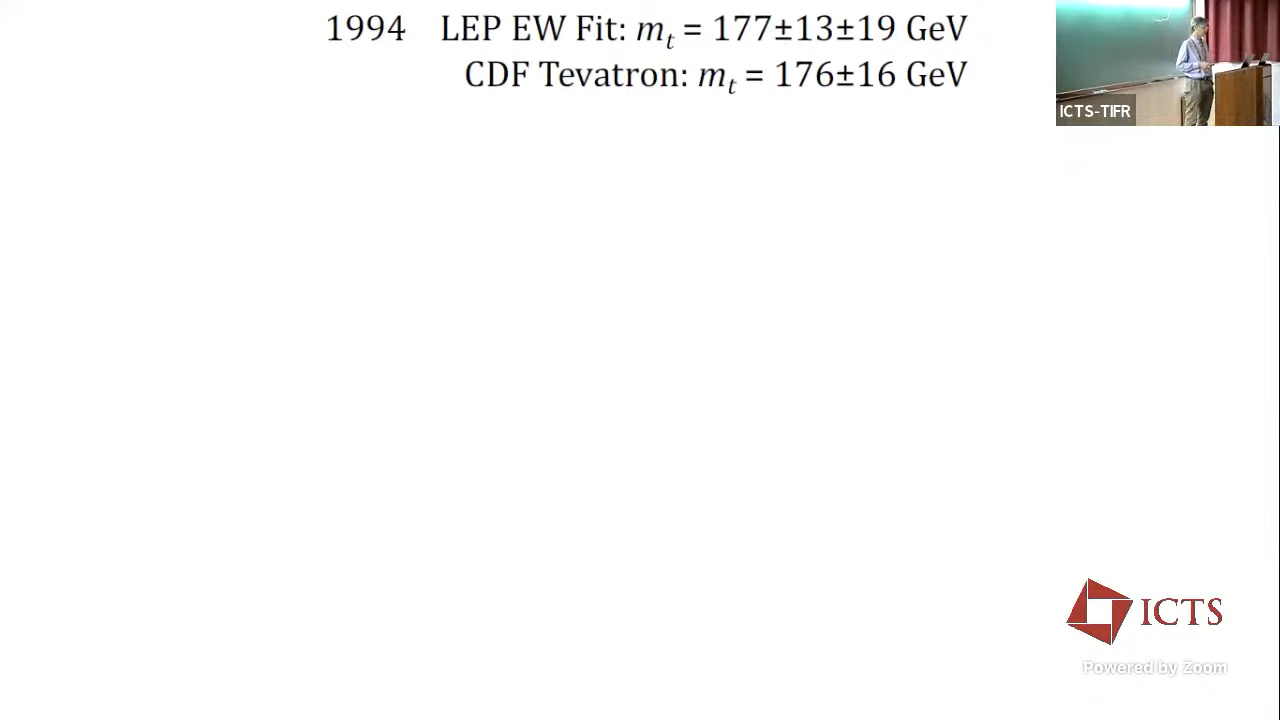 1994 LEP EW Fit: mt = 177±13±19 GeV
CDF Tevatron: mt = 176±16 GeV
ICTS-TIFR
ICTS
Powered by Zoom